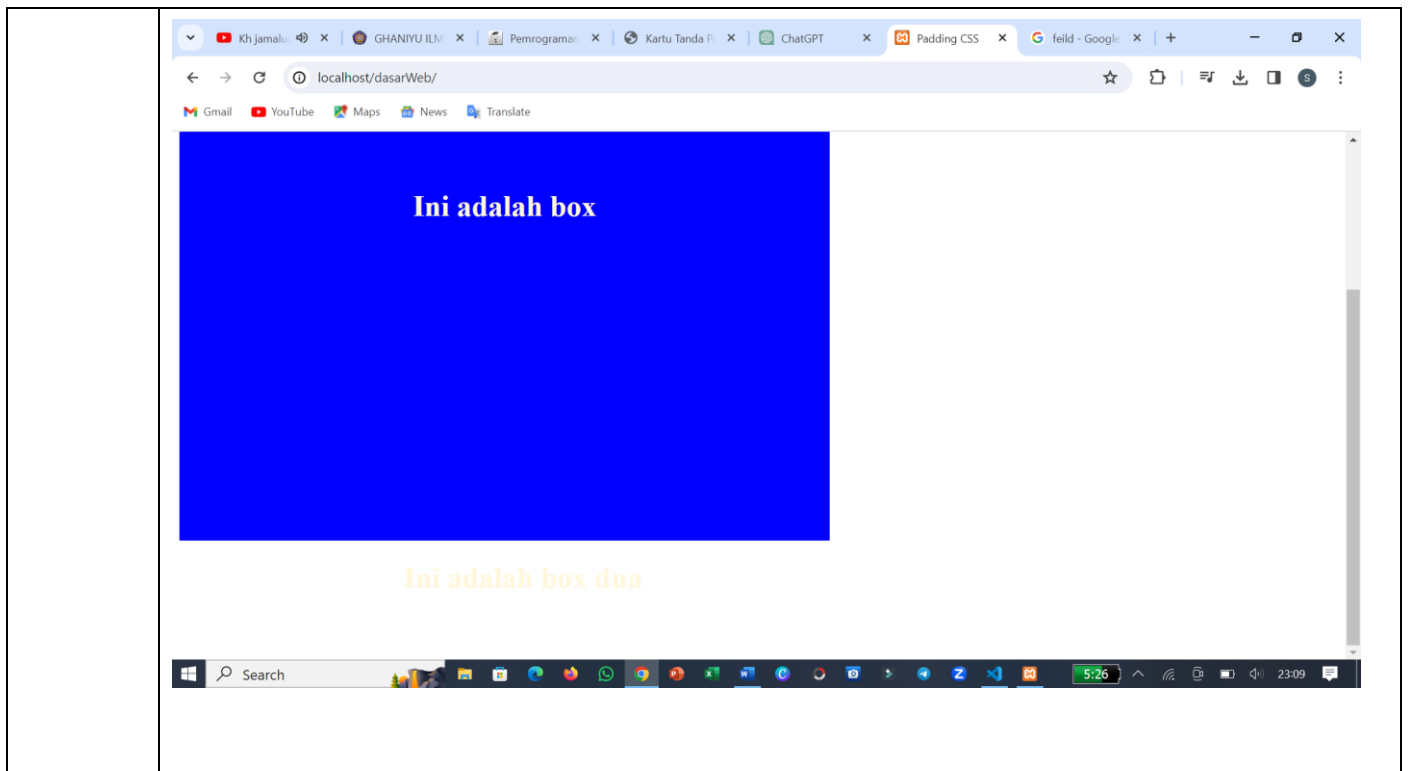 Kh jamalu
GHANIYU ILM
Pemrograman
Kartu Tanda P
ChatGPT
Padding CSS
feild - Google
localhost/dasarWeb/
S
Gmail
YouTube
Maps
News
Translate
Ini adalah box
Ini adalah box dua
Search
5:26
23:09